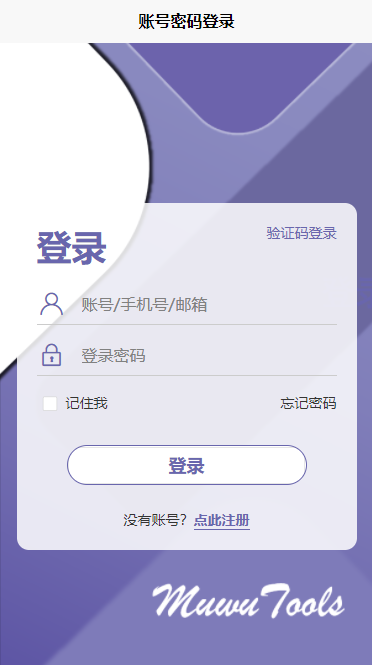 账号密码登录
验证码登录
登录
账号/手机号/邮箱
登录密码
记住我 忘记密码
登录
没有账号? 点此注册
MuwuTools